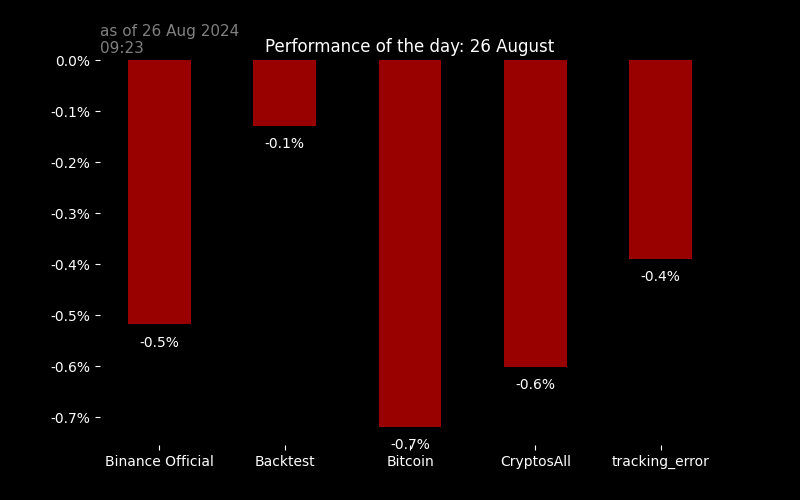 as of 26 Aug 2024
09:23
Performance of the day: 26 August
0.0%
-0.1%
-0.2%
-0.3%
-0.4%
-0.5%
-0.6%
-0.7%
-0.5%
-0.1%
-0.7%
-0.6%
-0.4%
Binance Official
Backtest
Bitcoin
CryptosAll
tracking_error